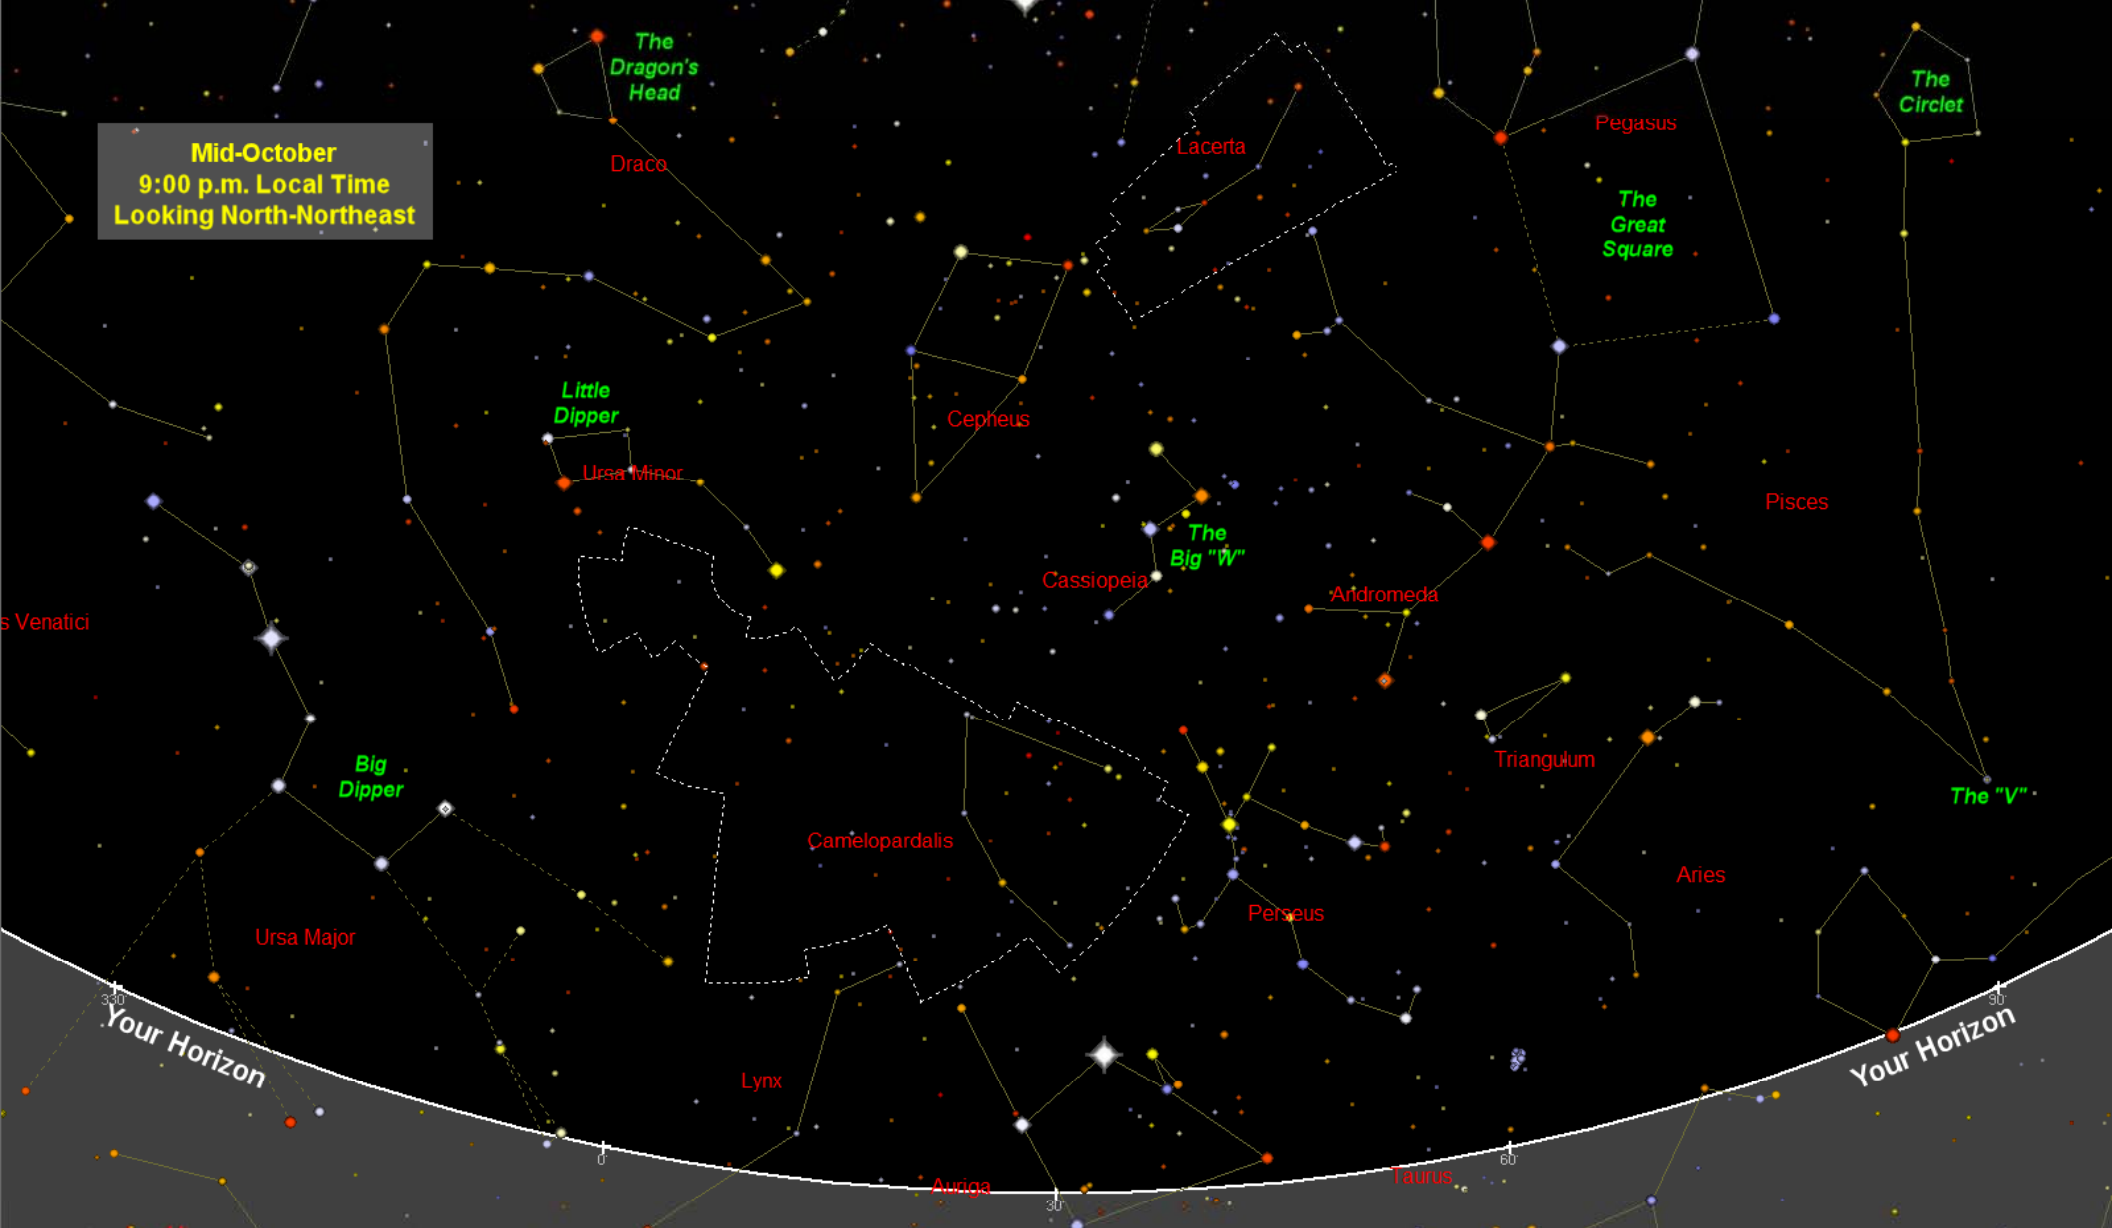 The
Dragon's
Head
The
Circlet
Pegasus
Lacerta
Mid-October
9:00 p.m. Local Time
Looking North-Northeast
Draco
The
Great
Square
Little
Dipper
Cepheus
Ursa Minor
Pisces
The
Big "W"
Cassiopeia
Andromeda
s Venatici
Big
Dipper
Triangulum
The "V"
Camelopardalis
Aries
Perseus
Ursa Major
330
90
Your Horizon
Your Horizon
Lynx
0
60
Taurus
Auriga
30